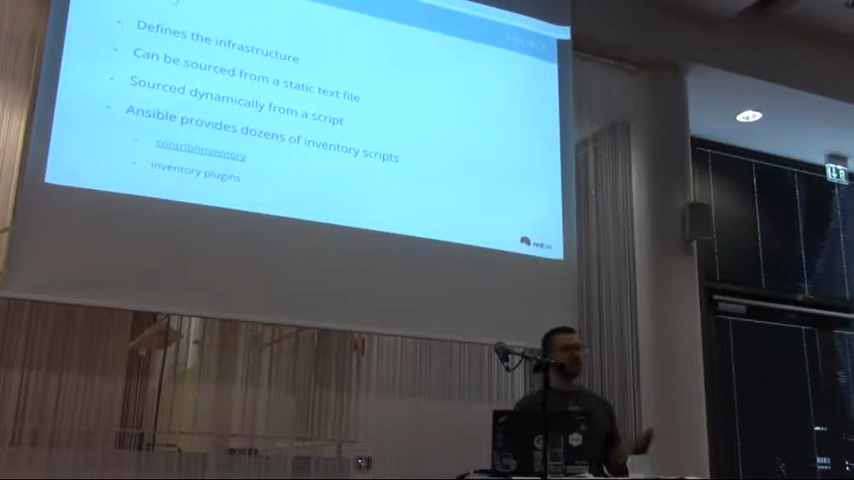 Defines the infrastructure
Can be sourced from a static text file
Sourced dynamically from a script
Ansible provides dozens of inventory scripts
contrib/inventory
inventory plugins
redhat